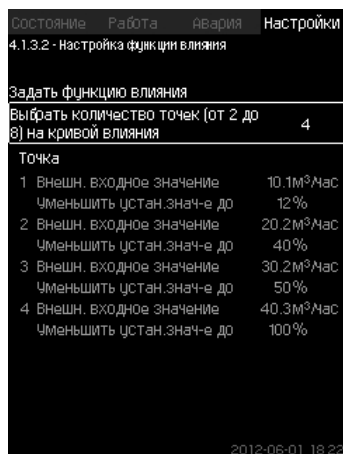 Состояние Работа Авария Настройки
4.1.3.2 - Настройка функции влияния
Задать функцию влияния
Выбрать количество точек (от 2 до 4
8) на кривой влияния
Точка
1 Внешн. входное значение 10.1м³/час
Уменьшить устан.знач-е до 12%
2 Внешн. входное значение 20.2м³/час
Уменьшить устан.знач-е до 40%
3 Внешн. входное значение 30.2м³/час
Уменьшить устан.знач-е до 50%
4 Внешн. входное значение 40.3м³/час
Уменьшить устан.знач-е до 100%
2012-06-01 18:22